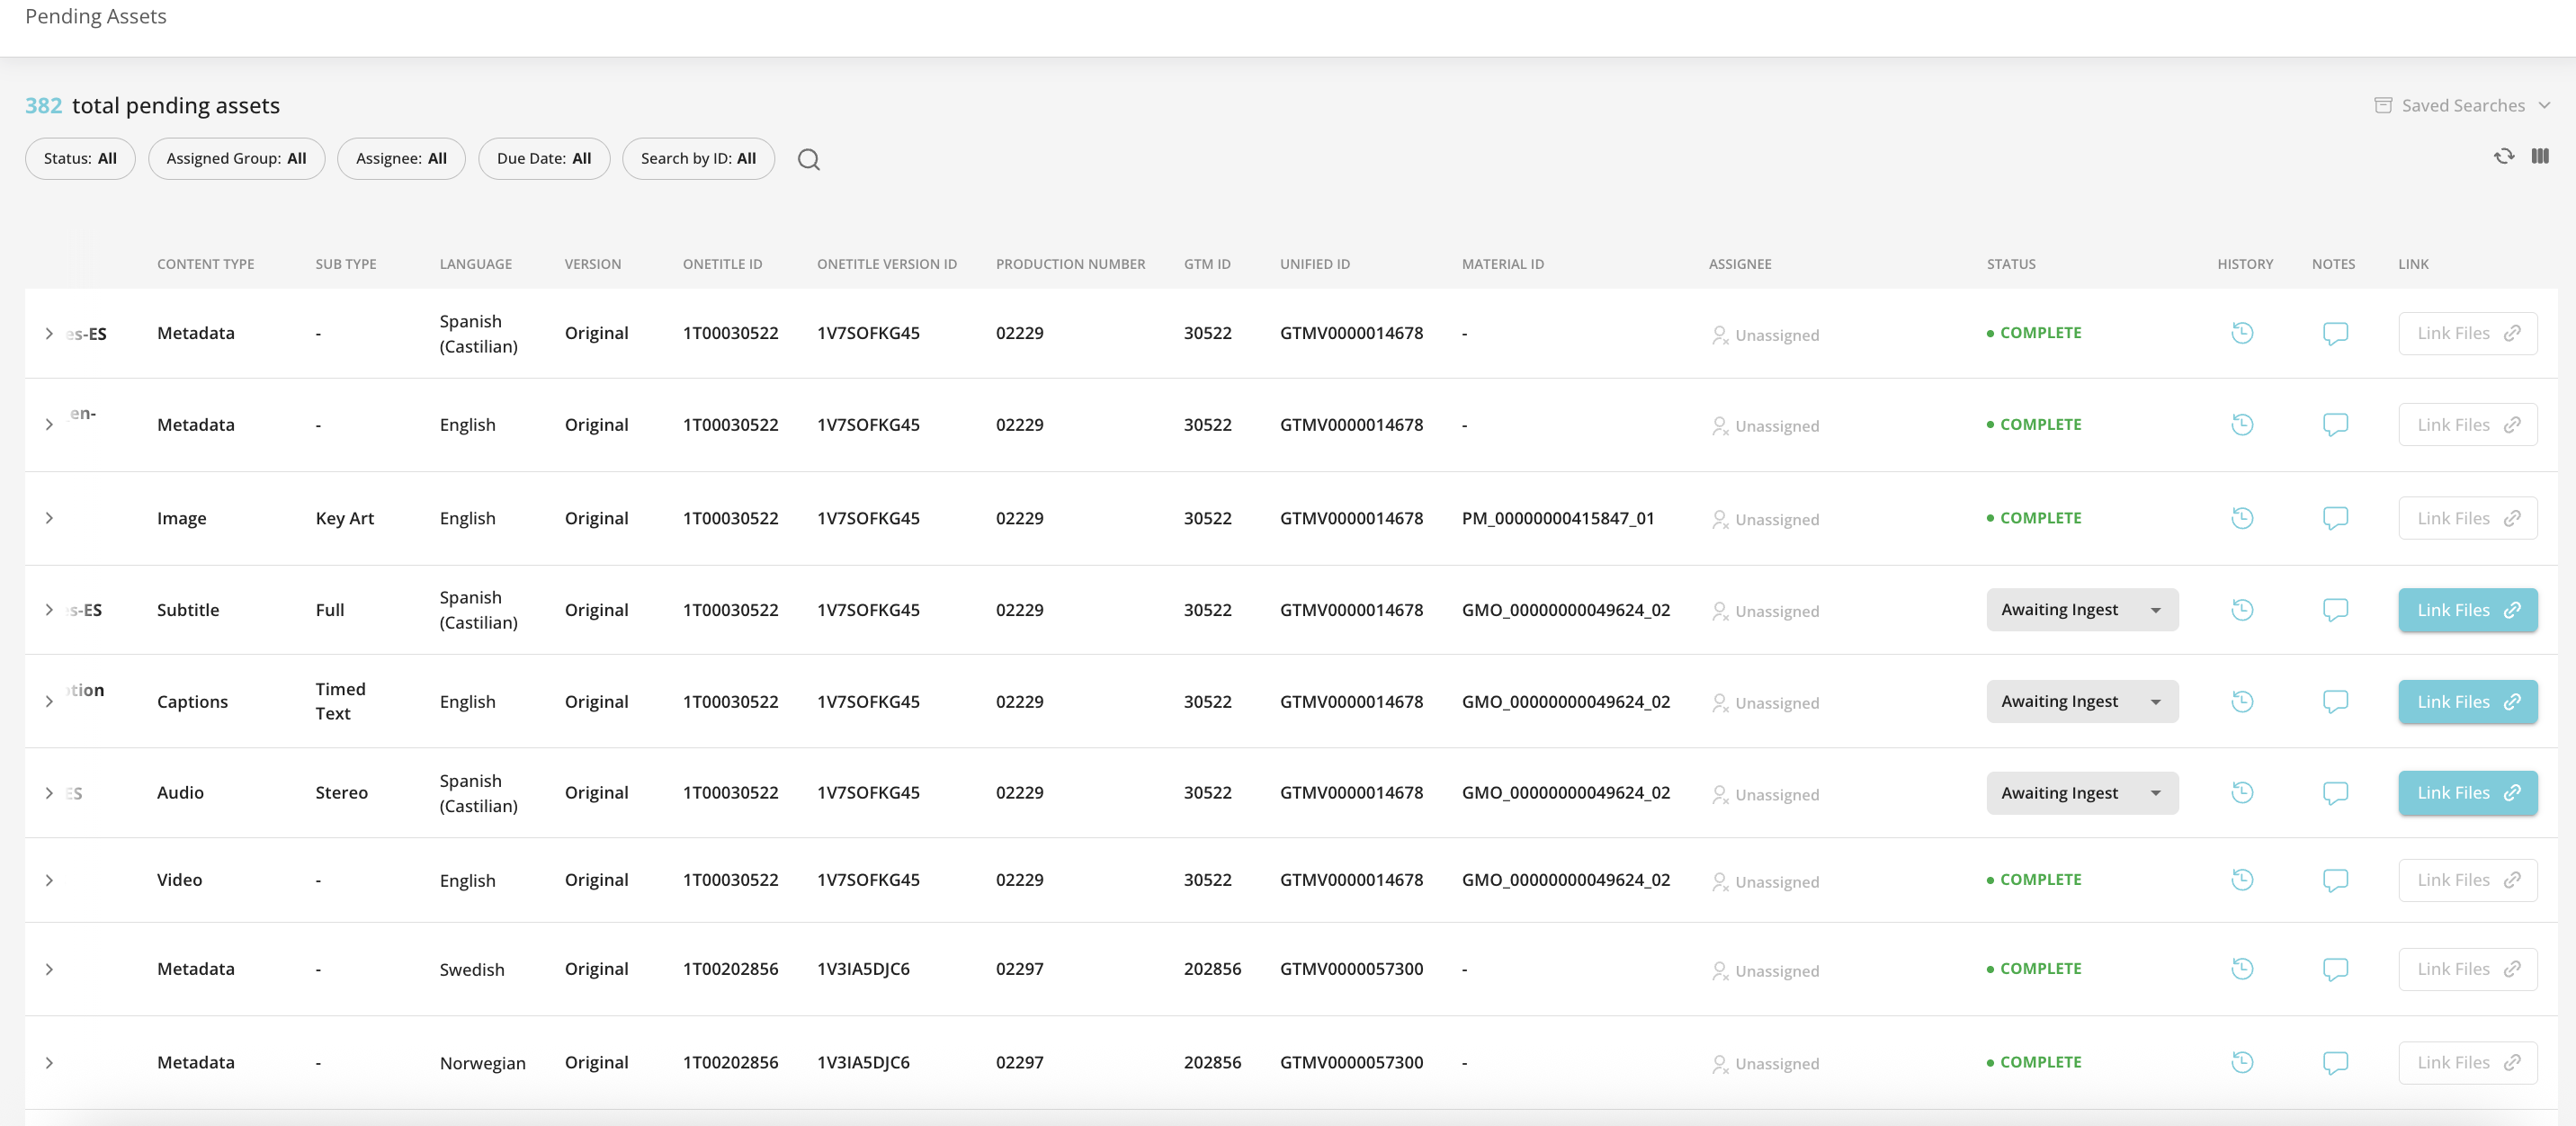 Pending Assets
382 total pending assets
Saved Searches
Status: All Assigned Group: All Assignee: All Due Date: All Search by ID: All
CONTENT TYPE SUB TYPE LANGUAGE VERSION ONETITLE ID ONETITLE VERSION ID PRODUCTION NUMBER GTM ID UNIFIED ID MATERIAL ID ASSIGNEE STATUS HISTORY NOTES LINK
es-ES Metadata - Spanish (Castilian) Original 1T00030522 1V7SOFKG45 02229 30522 GTMV0000014678 - Unassigned COMPLETE Link Files
_en- Metadata - English Original 1T00030522 1V7SOFKG45 02229 30522 GTMV0000014678 - Unassigned COMPLETE Link Files
Image Key Art English Original 1T00030522 1V7SOFKG45 02229 30522 GTMV0000014678 PM_00000000415847_01 Unassigned COMPLETE Link Files
s-ES Subtitle Full Spanish (Castilian) Original 1T00030522 1V7SOFKG45 02229 30522 GTMV0000014678 GMO_00000000049624_02 Unassigned Awaiting Ingest Link Files
otion Captions Timed Text English Original 1T00030522 1V7SOFKG45 02229 30522 GTMV0000014678 GMO_00000000049624_02 Unassigned Awaiting Ingest Link Files
ES Audio Stereo Spanish (Castilian) Original 1T00030522 1V7SOFKG45 02229 30522 GTMV0000014678 GMO_00000000049624_02 Unassigned Awaiting Ingest Link Files
Video - English Original 1T00030522 1V7SOFKG45 02229 30522 GTMV0000014678 GMO_00000000049624_02 Unassigned COMPLETE Link Files
Metadata - Swedish Original 1T00202856 1V3IA5DJC6 02297 202856 GTMV0000057300 - Unassigned COMPLETE Link Files
Metadata - Norwegian Original 1T00202856 1V3IA5DJC6 02297 202856 GTMV0000057300 - Unassigned COMPLETE Link Files